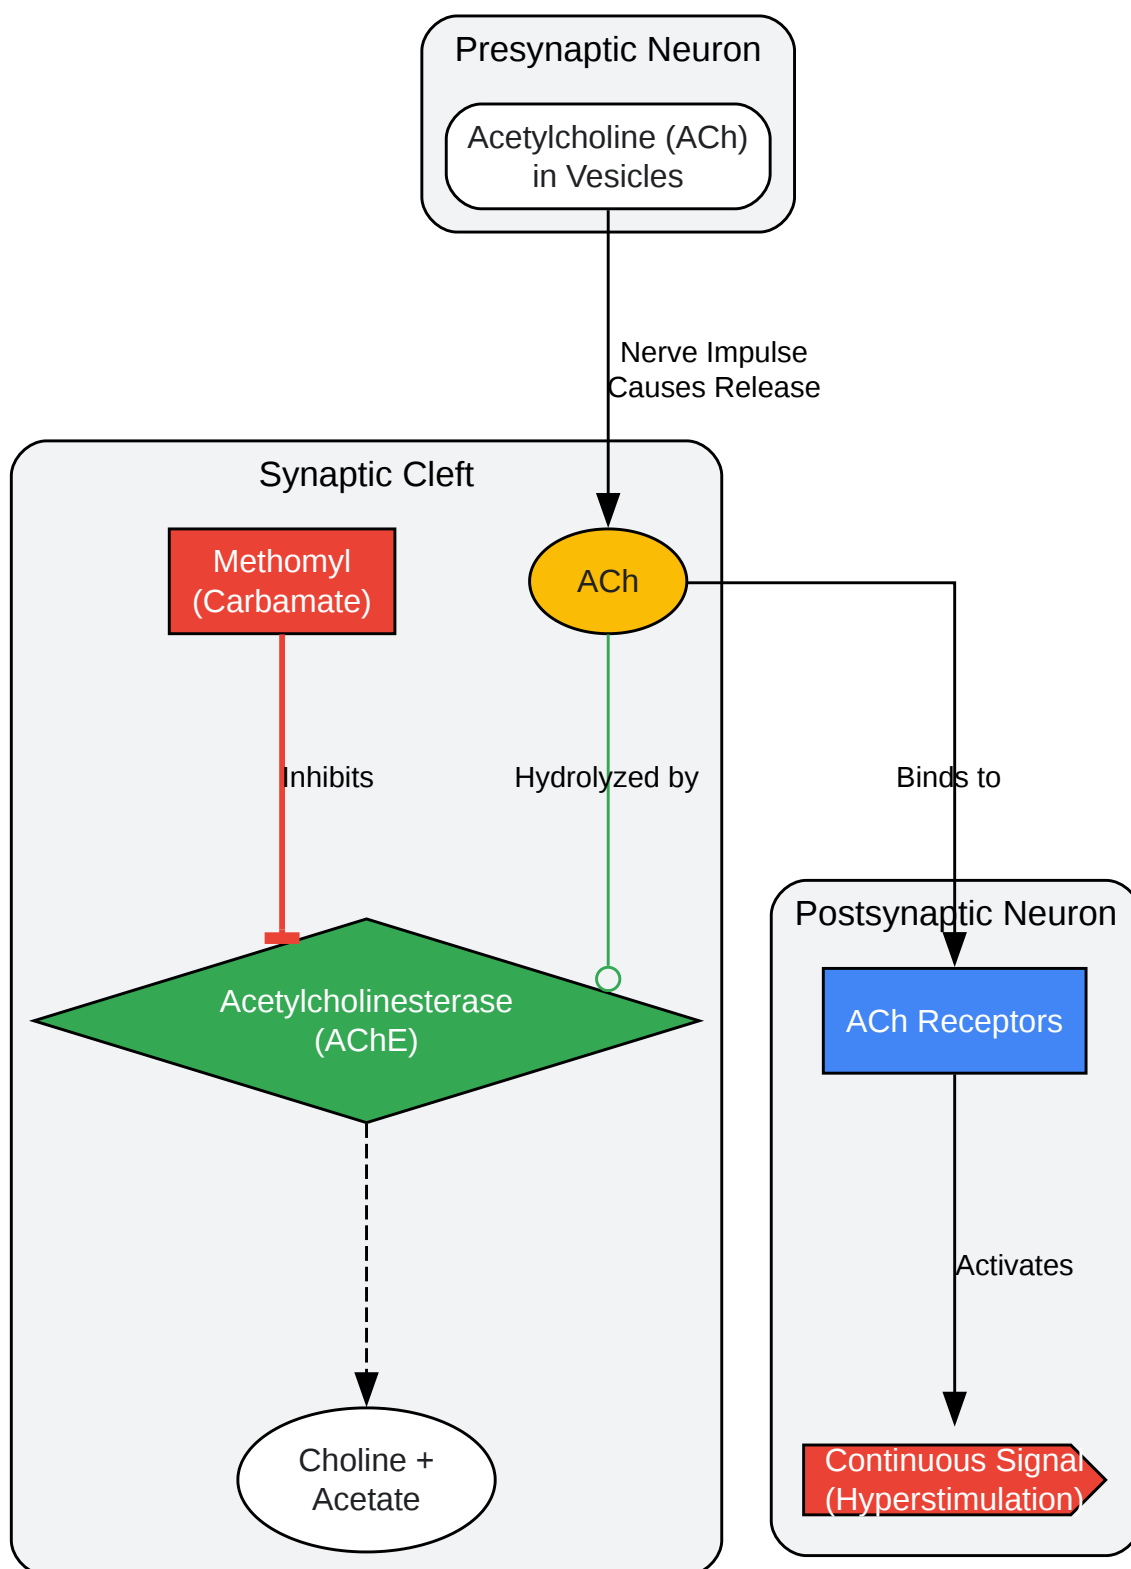 Presynaptic Neuron
Acetylcholine (ACh)
in Vesicles
Nerve Impulse
Causes Release
Synaptic Cleft
Methomyl
(Carbamate)
ACh
Inhibits
Hydrolyzed by
Binds to
Postsynaptic Neuron
Acetylcholinesterase
(AChE)
ACh Receptors
Activates
Choline +
Acetate
Continuous Signal
(Hyperstimulation)